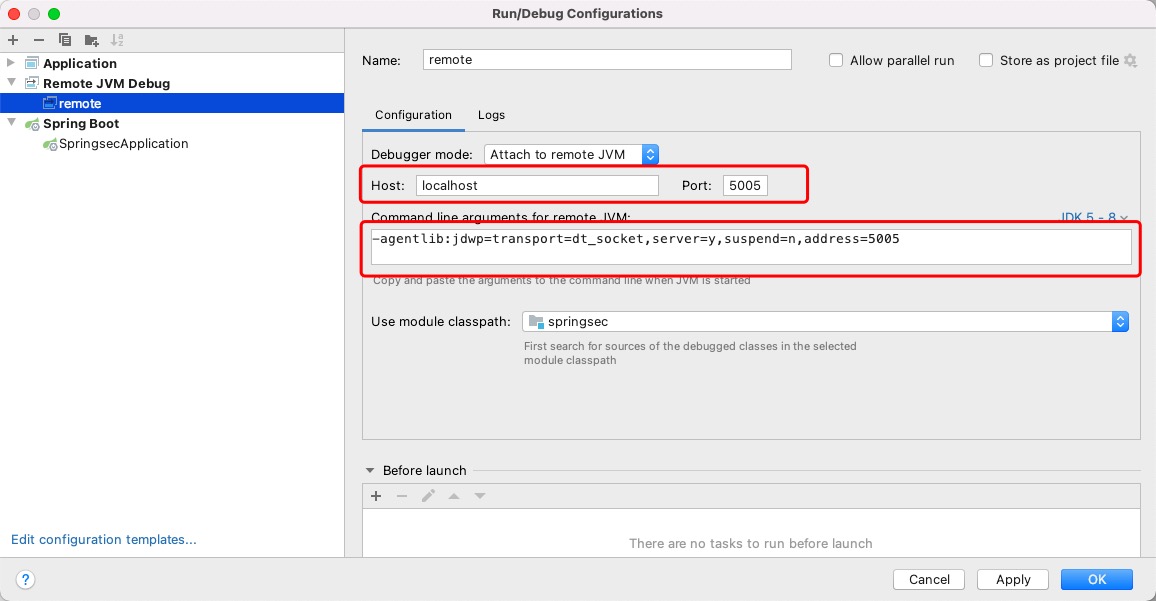 Run/Debug Configurations
Application
Remote JVM Debug
remote
Spring Boot
SpringsecApplication
Edit configuration templates...
Name: remote Allow parallel run Store as project file
Configuration Logs
Debugger mode: Attach to remote JVM
Host: localhost Port: 5005
Command line arguments for remote JVM: JDK 5 - 8
-agentlib:jdwp=transport=dt_socket,server=y,suspend=n,address=5005
Copy and paste the arguments to the command line when JVM is started
Use module classpath: springsec
First search for sources of the debugged classes in the selected
module classpath
Before launch
There are no tasks to run before launch
? Cancel Apply OK